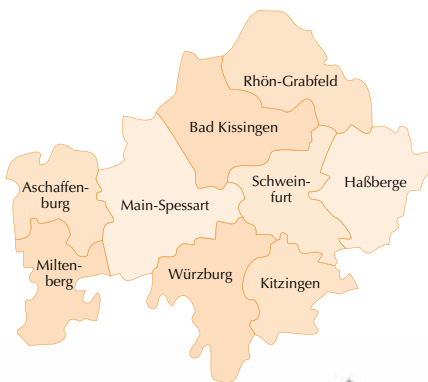 Rhön-Grabfeld
Bad Kissingen
Aschaffen-
burg
Main-Spessart
Schwein-
furt
Haßberge
Milten-
berg
Würzburg
Kitzingen